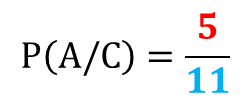 P(A/C) = 5/11